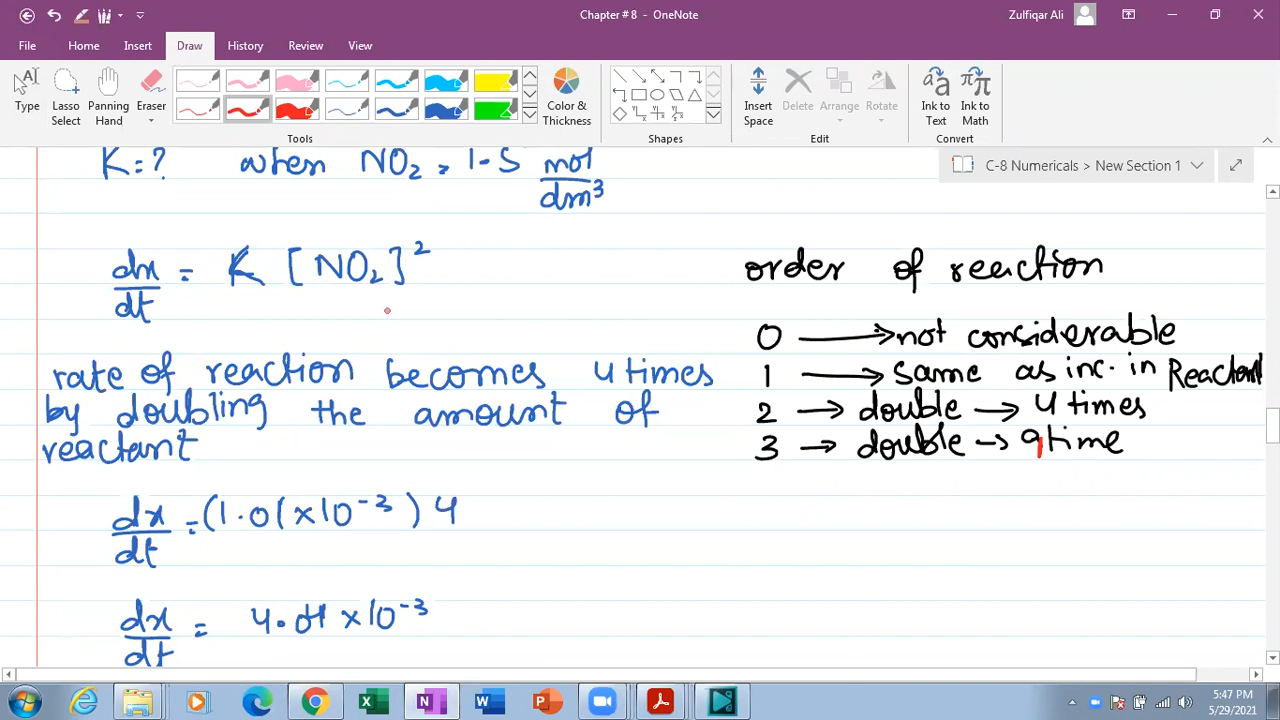 Chapter # 8 - OneNote
Zulfiqar Ali
File Home Insert Draw History Review View
Type
Lasso Select
Panning Hand
Eraser
Color & Thickness
Insert Space
Delete
Arrange
Rotate
Ink to Text
Ink to Math
Tools
Shapes
Edit
Convert
C-8 Numericals > New Section 1
K=? when NO₂ = 1.5 mol/dm³
dx/dt = K [NO₂]²
rate of reaction becomes 4 times
by doubling the amount of
reactant
dx/dt = (1.01×10⁻³) 4
dx/dt = 4.04 ×10⁻³
order of reaction
0 → not considerable
1 → same as inc. in Reactant
2 → double → 4 times
3 → double → 9 time
5:47 PM
5/29/2021